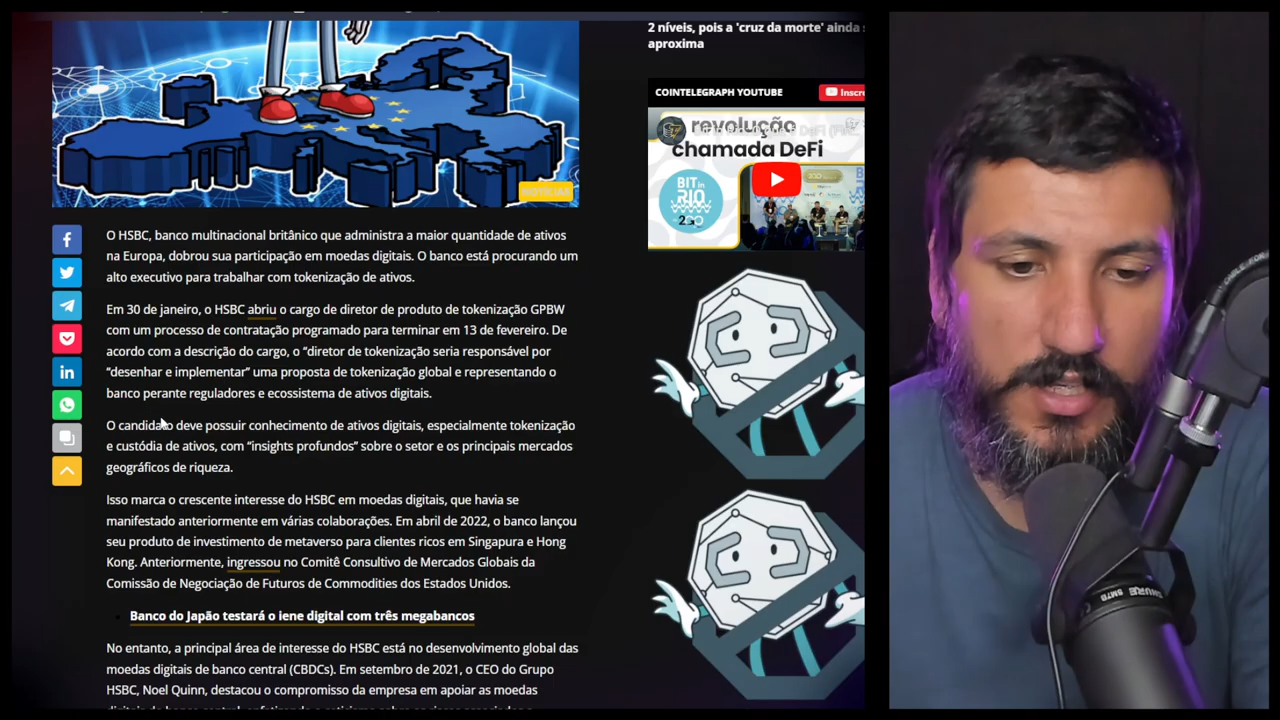 2 níveis, pois a 'cruz da morte' ainda s
aproxima
COINTELEGRAPH YOUTUBE
Inscre
revolução
chamada DeFi
BIT in
RIO
NOTÍCIAS
O HSBC, banco multinacional britânico que administra a maior quantidade de ativos
na Europa, dobrou sua participação em moedas digitais. O banco está procurando um
alto executivo para trabalhar com tokenização de ativos.
Em 30 de janeiro, o HSBC abriu o cargo de diretor de produto de tokenização GPBW
com um processo de contratação programado para terminar em 13 de fevereiro. De
acordo com a descrição do cargo, o “diretor de tokenização seria responsável por
“desenhar e implementar” uma proposta de tokenização global e representando o
banco perante reguladores e ecossistema de ativos digitais.
O candidato deve possuir conhecimento de ativos digitais, especialmente tokenização
e custódia de ativos, com “insights profundos” sobre o setor e os principais mercados
geográficos de riqueza.
Isso marca o crescente interesse do HSBC em moedas digitais, que havia se
manifestado anteriormente em várias colaborações. Em abril de 2022, o banco lançou
seu produto de investimento de metaverso para clientes ricos em Singapura e Hong
Kong. Anteriormente, ingressou no Comitê Consultivo de Mercados Globais da
Comissão de Negociação de Futuros de Commodities dos Estados Unidos.
Banco do Japão testará o iene digital com três megabancos
No entanto, a principal área de interesse do HSBC está no desenvolvimento global das
moedas digitais de banco central (CBDCs). Em setembro de 2021, o CEO do Grupo
HSBC, Noel Quinn, destacou o compromisso da empresa em apoiar as moedas
SHURE SM7B